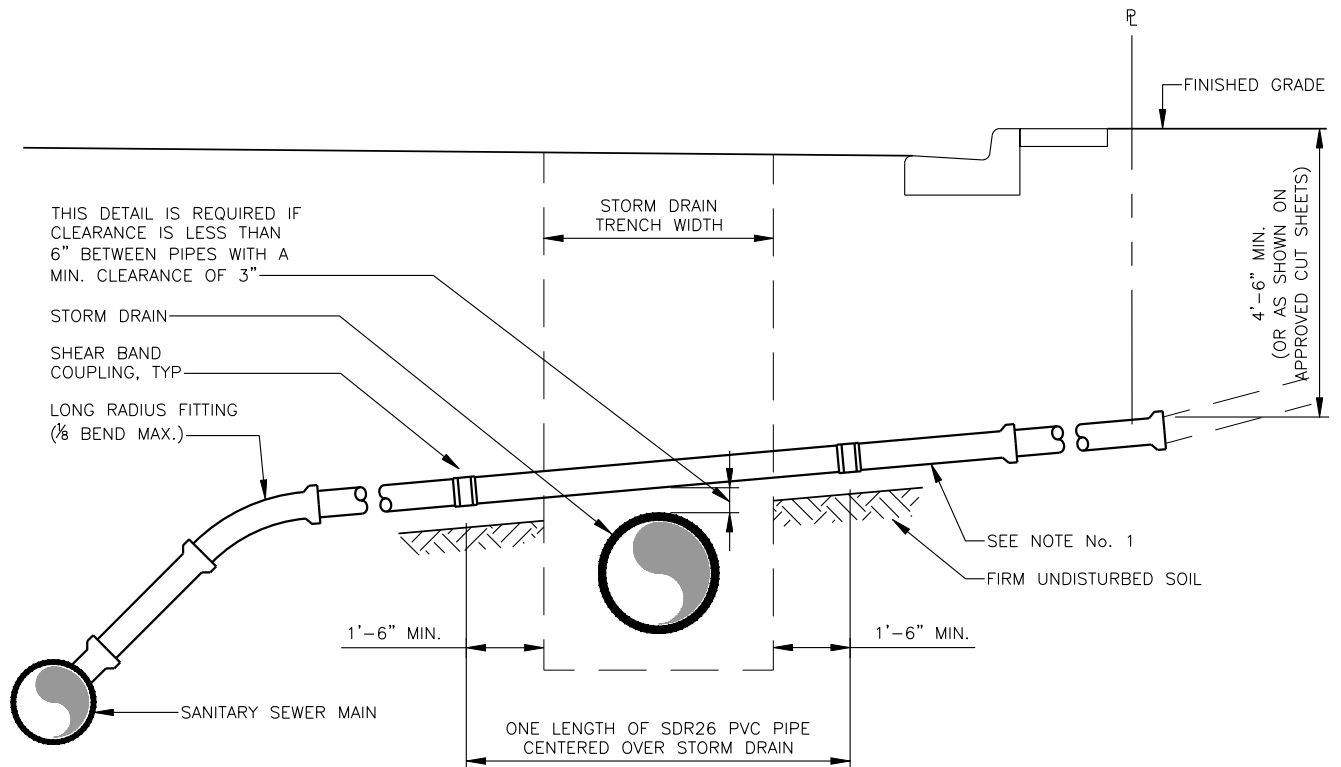 ℄
FINISHED GRADE
THIS DETAIL IS REQUIRED IF
CLEARANCE IS LESS THAN
6” BETWEEN PIPES WITH A
MIN. CLEARANCE OF 3”
STORM DRAIN
TRENCH WIDTH
4’-6” MIN.
(OR AS SHOWN ON
APPROVED CUT SHEETS)
STORM DRAIN
SHEAR BAND
COUPLING, TYP
LONG RADIUS FITTING
(⅛ BEND MAX.)
SEE NOTE No. 1
FIRM UNDISTURBED SOIL
1’-6” MIN.
1’-6” MIN.
SANITARY SEWER MAIN
ONE LENGTH OF SDR26 PVC PIPE
CENTERED OVER STORM DRAIN